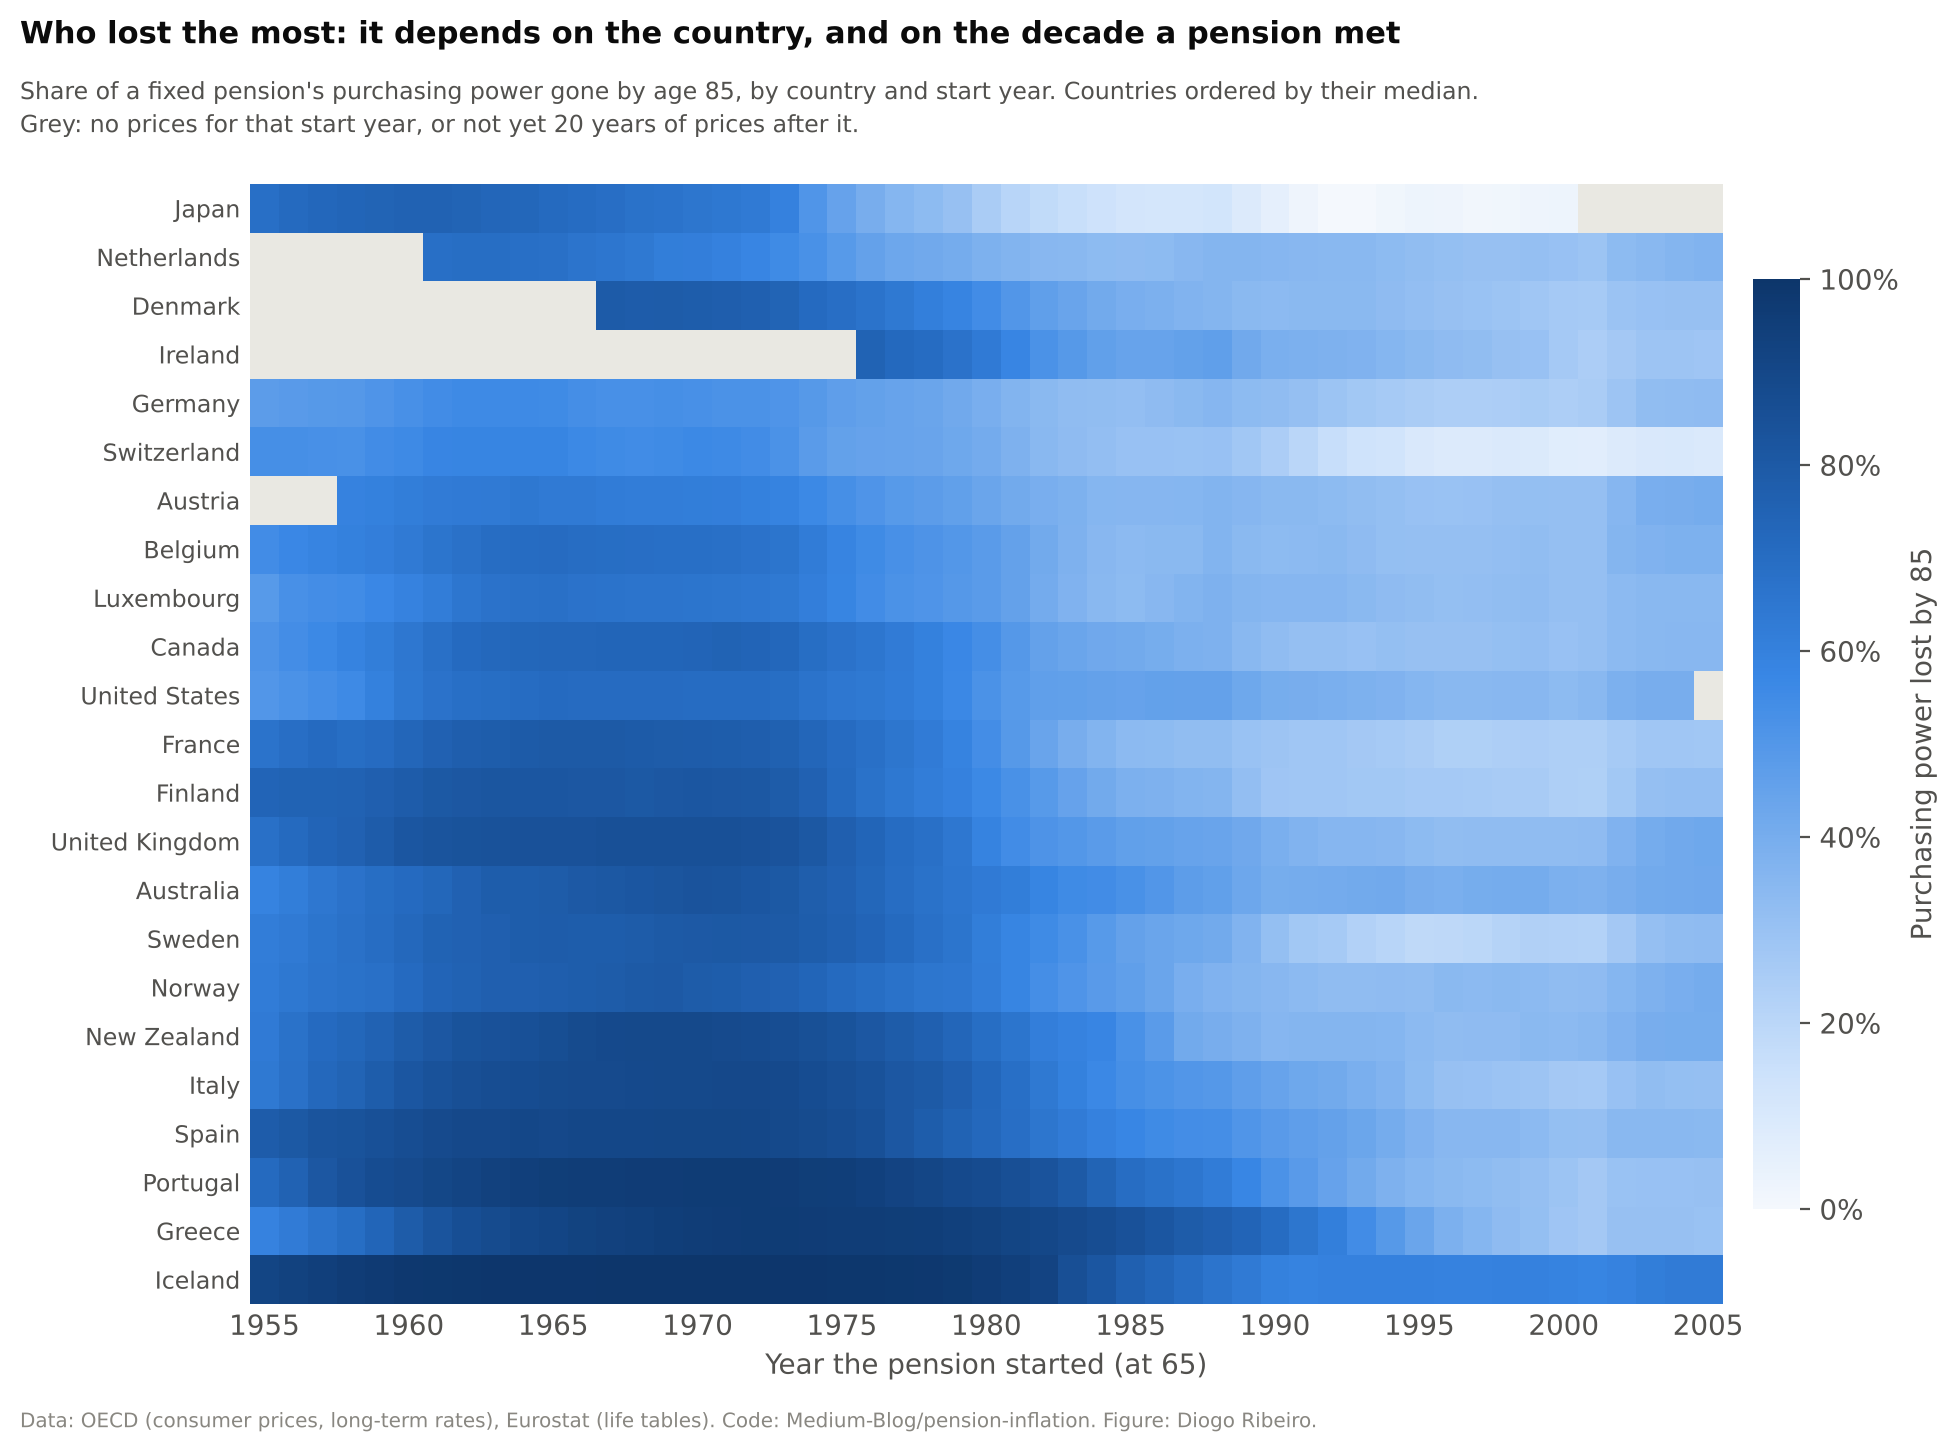 Who lost the most: it depends on the country, and on the decade a pension met
Share of a fixed pension's purchasing power gone by age 85, by country and start year. Countries ordered by their median.
Grey: no prices for that start year, or not yet 20 years of prices after it.
Japan
Netherlands
Denmark
Ireland
Germany
Switzerland
Austria
Belgium
Luxembourg
Canada
United States
France
Finland
United Kingdom
Australia
Sweden
Norway
New Zealand
Italy
Spain
Portugal
Greece
Iceland
1955 1960 1965 1970 1975 1980 1985 1990 1995 2000 2005
Year the pension started (at 65)
100%
80%
60%
40%
20%
0%
Purchasing power lost by 85
Data: OECD (consumer prices, long-term rates), Eurostat (life tables). Code: Medium-Blog/pension-inflation. Figure: Diogo Ribeiro.